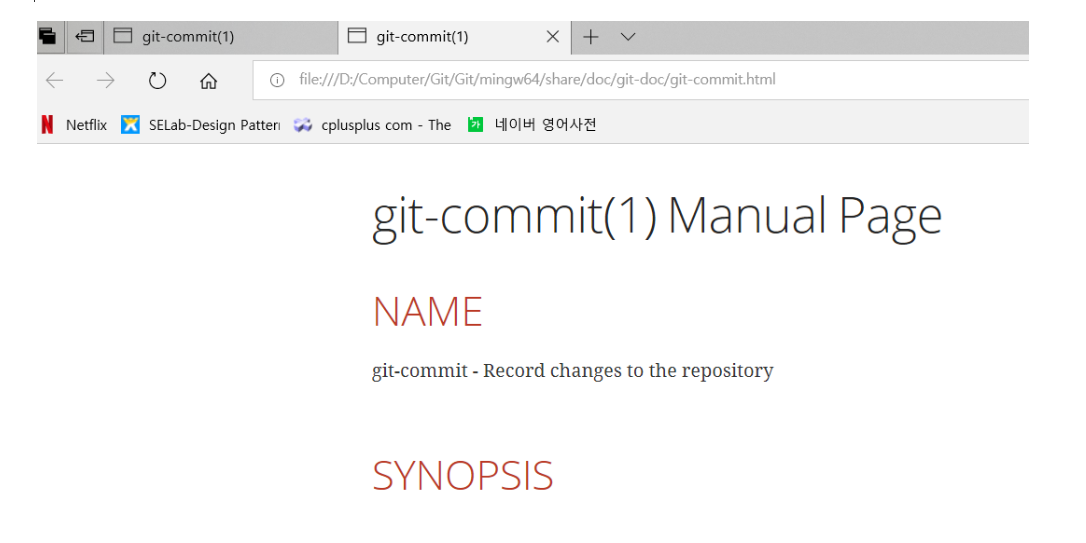 git-commit(1)
git-commit(1)
file:///D:/Computer/Git/Git/mingw64/share/doc/git-doc/git-commit.html
N Netflix SELab-Design Patter cplusplus com - The 가 네이버 영어사전
git-commit(1) Manual Page
NAME
git-commit - Record changes to the repository
SYNOPSIS